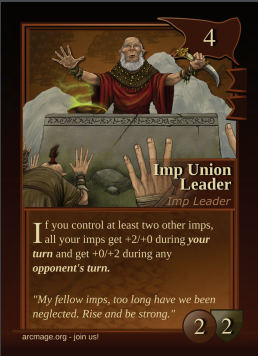 4
Imp Union
Leader
Imp Leader
If you control at least two other imps,
all your imps get +2/+0 during your
turn and get +0/+2 during any
opponent's turn.
"My fellow imps, too long have we been
neglected. Rise and be strong."
2 2
arcmage.org - join us!